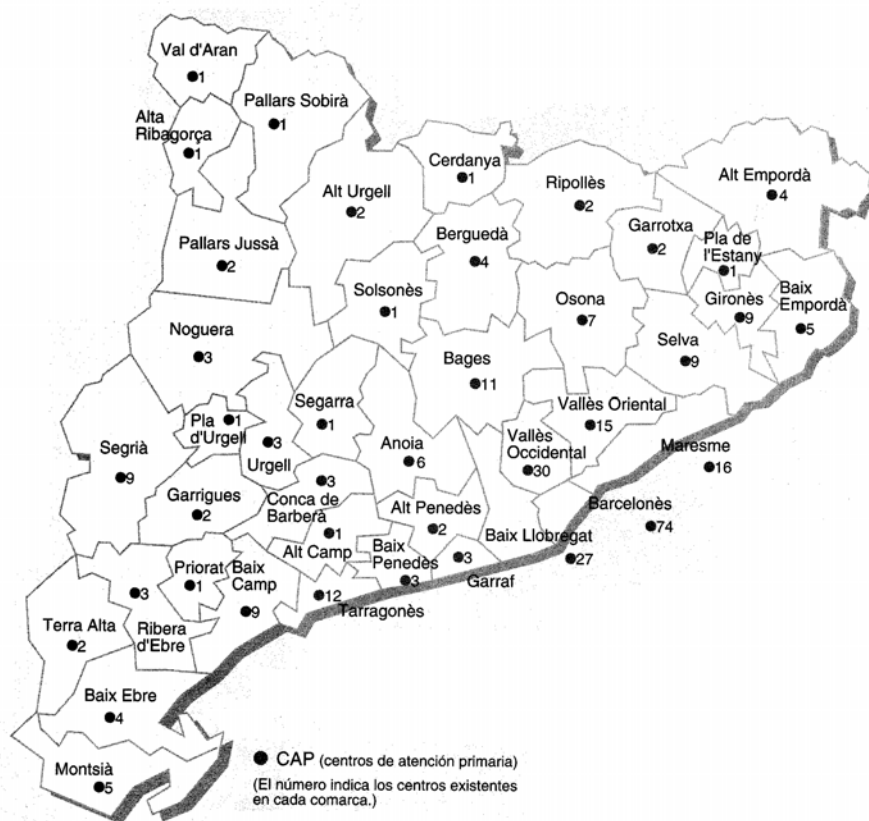 Val d'Aran
1
Pallars Sobirà
1
Alta
Ribagorça
1
Cerdanya
1
Alt Urgell
2
Ripollès
2
Alt Empordà
4
Garrotxa
2
Pla de
l'Estany
1
Berguedà
4
Pallars Jussà
2
Solsonès
1
Osona
7
Gironès
9
Baix
Empordà
5
Noguera
3
Selva
9
Bages
11
Segarra
1
Pla
d'Urgell
1
Urgell
3
Vallès Oriental
15
Segrià
9
Anoia
6
Vallès
Occidental
30
Maresme
16
Garrigues
2
Conca de
Barberà
3
Alt Penedès
2
Barcelonès
74
Alt Camp
1
Baix Llobregat
27
Baix
Penedès
3
Garraf
3
Priorat
1
Baix
Camp
9
Tarragonès
12
Ribera
d'Ebre
3
Terra Alta
2
Baix Ebre
4
Montsià
5
CAP (centros de atención primaria)
(El número indica los centros existentes
en cada comarca.)